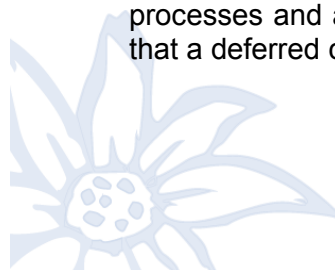 processes and
that a deferred